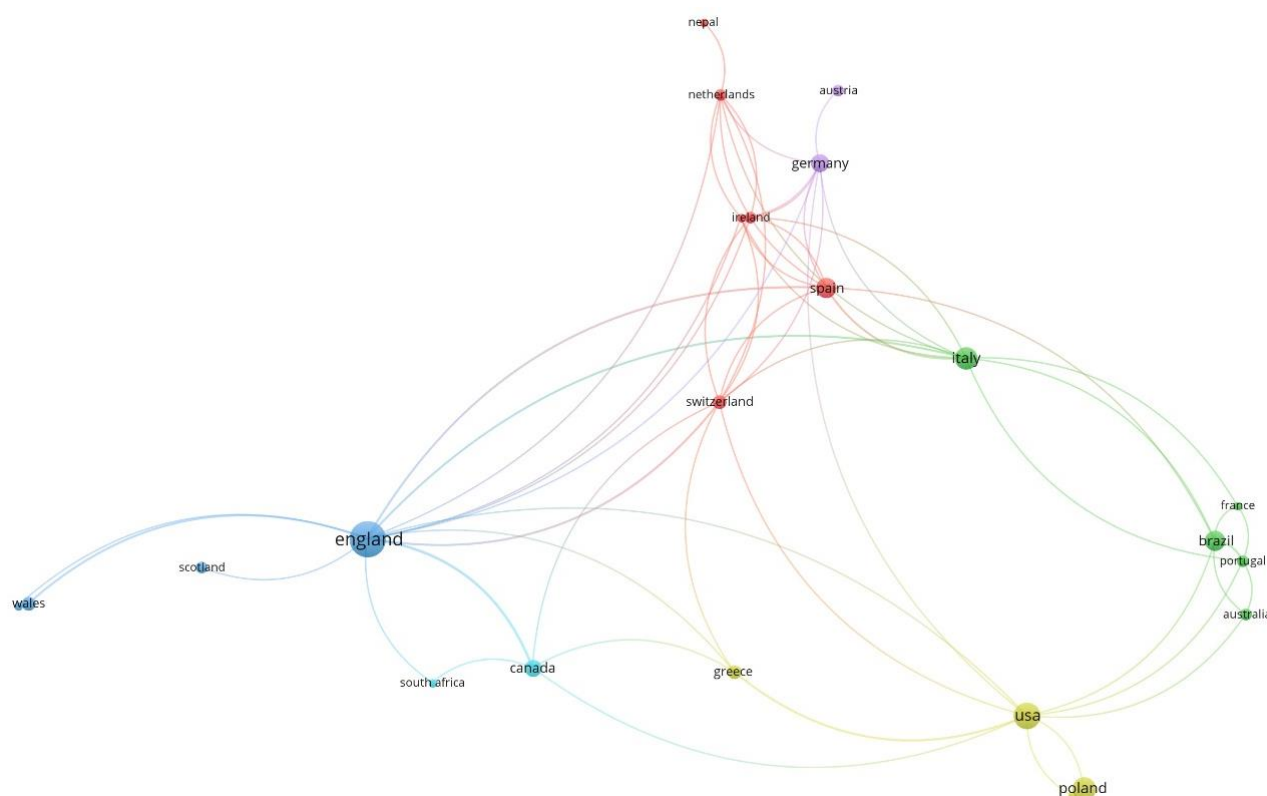 nepal
austria
netherlands
germany
ireland
spain
italy
switzerland
france
england
brazil
portugal
scotland
wales
australia
canada
greece
south africa
usa
poland